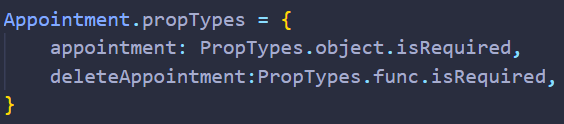 Appointment.propTypes = {
    appointment: PropTypes.object.isRequired,
    deleteAppointment:PropTypes.func.isRequired,
}